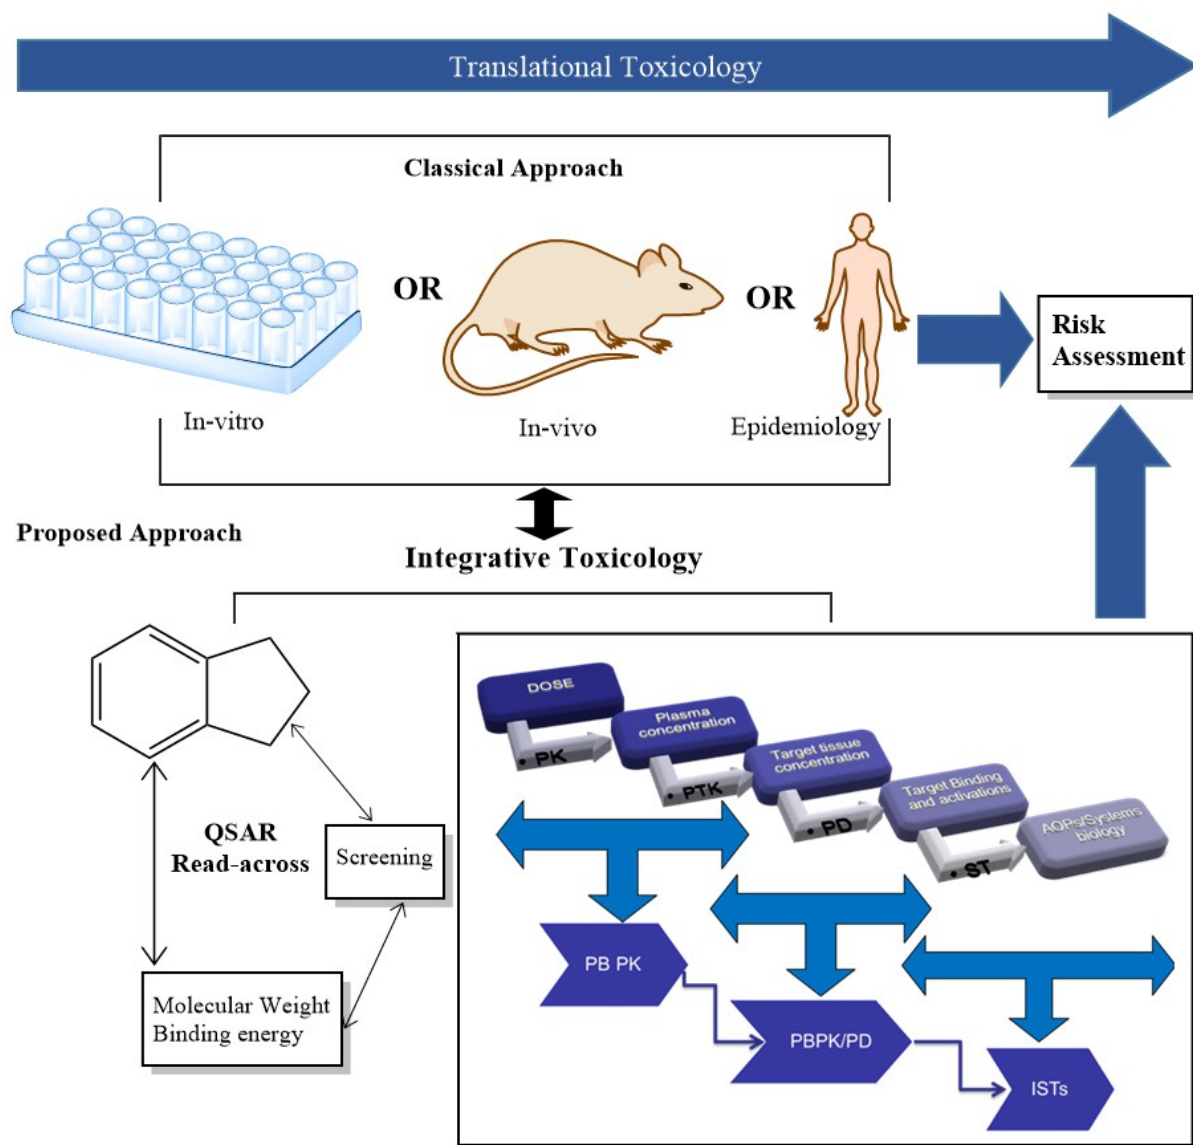 Translational Toxicology
Classical Approach
OR
OR
Risk
Assessment
In-vitro
In-vivo
Epidemiology
Proposed Approach
Integrative Toxicology
DOSE
• PK
Plasma
concentration
• PTK
Target tissue
concentration
• PD
Target Binding
and activations
• ST
AOPs/Systems
biology
QSAR
Read-across
Screening
Molecular Weight
Binding energy
PB PK
PBPK/PD
ISTs